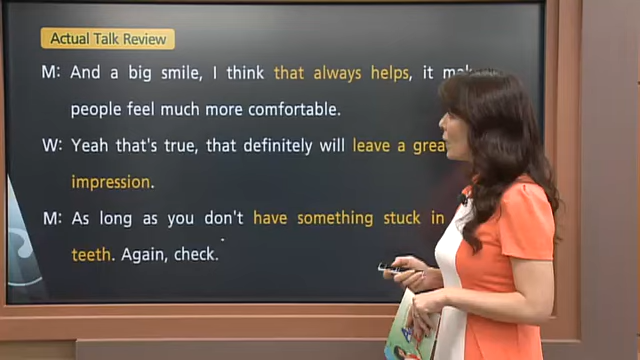 Actual Talk Review
M: And a big smile, I think that always helps, it
people feel much more comfortable.
W: Yeah that's true, that definitely will leave a
impression.
M: As long as you don't have something stuck in
teeth. Again, check.